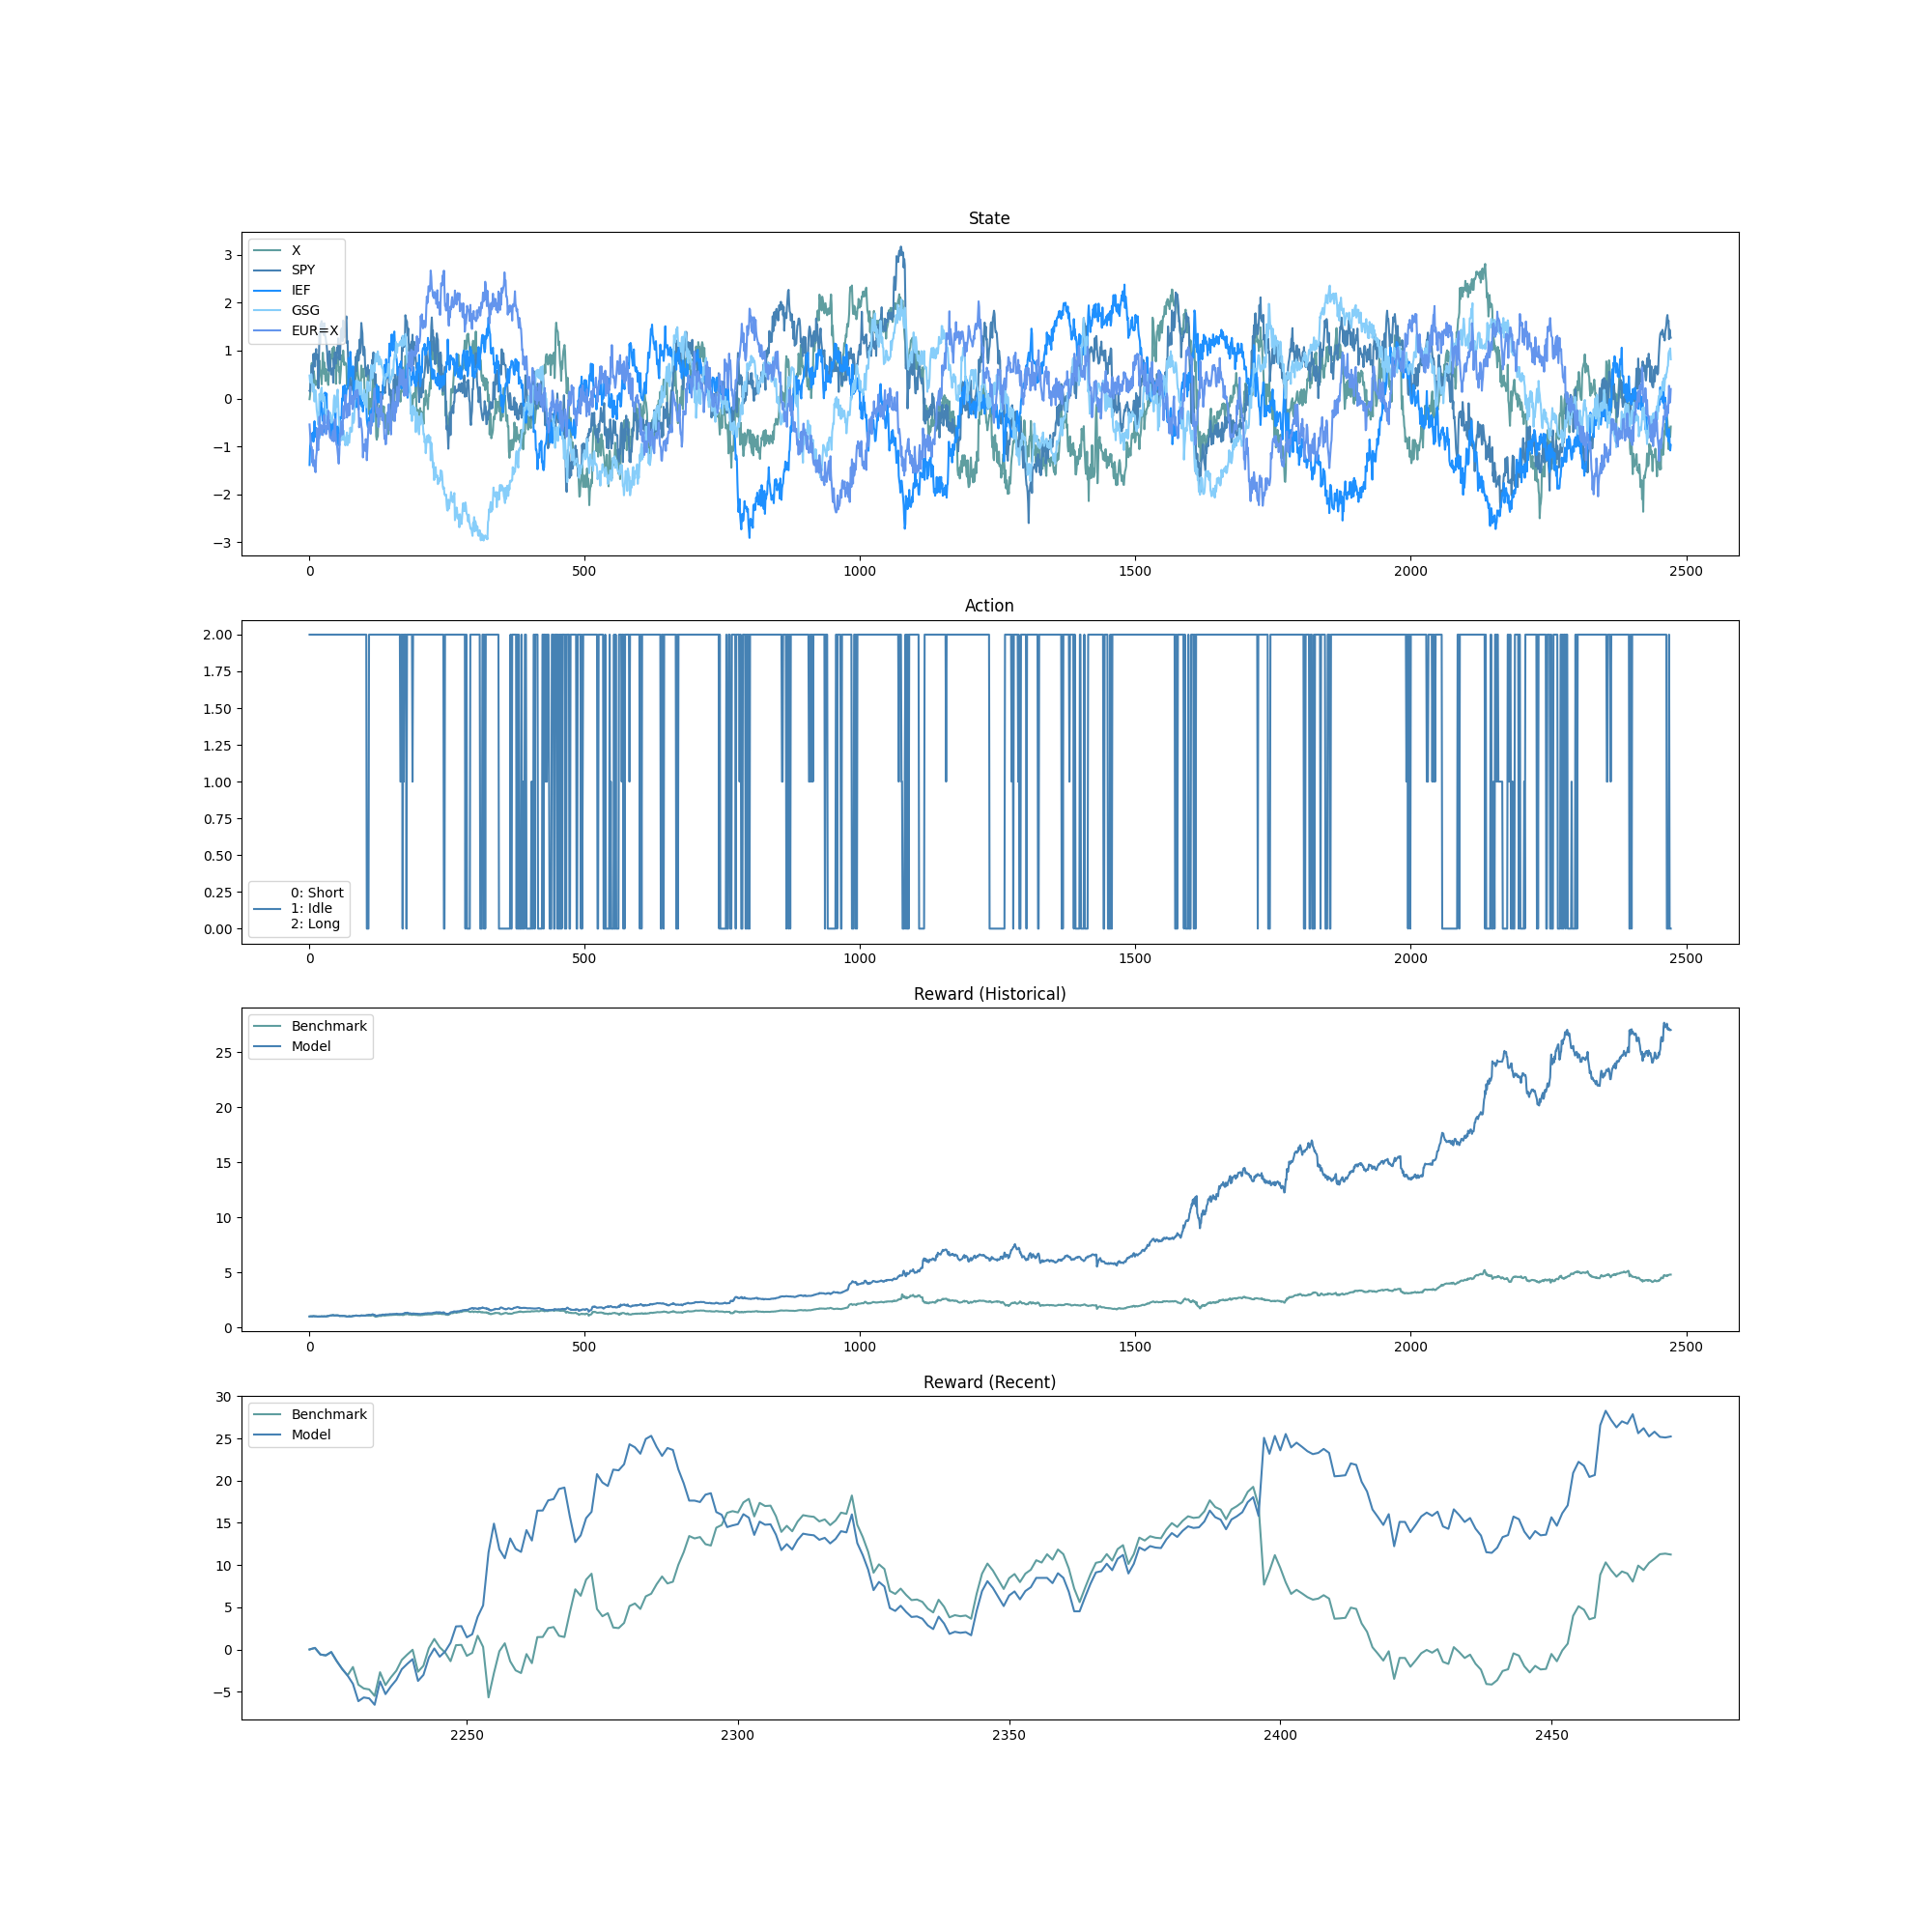 State
X
SPY
IEF
GSG
EUR=X
3
2
1
0
−1
−2
−3
0 500 1000 1500 2000 2500
Action
2.00
1.75
1.50
1.25
1.00
0.75
0.50
0.25
0.00
0: Short
1: Idle
2: Long
0 500 1000 1500 2000 2500
Reward (Historical)
Benchmark
Model
25
20
15
10
5
0
0 500 1000 1500 2000 2500
Reward (Recent)
Benchmark
Model
30
25
20
15
10
5
0
−5
2250 2300 2350 2400 2450